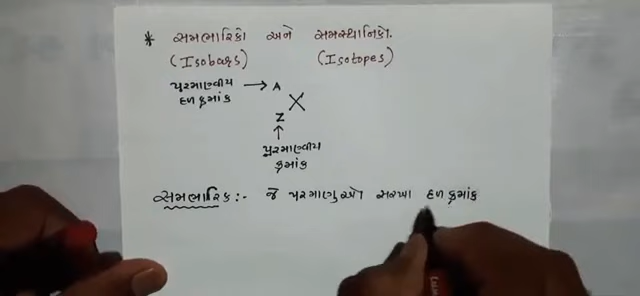 * સમભારિકો અને સમસ્થાનિકો.
(Isobars) (Isotopes)
પરમાણ્વીય → A
દળ ક્રમાંક
X
Z
↑
પરમાણ્વીય
ક્રમાંક
સમભારિક:- જે પરમાણુઓ સરખા દળ ક્રમાંક